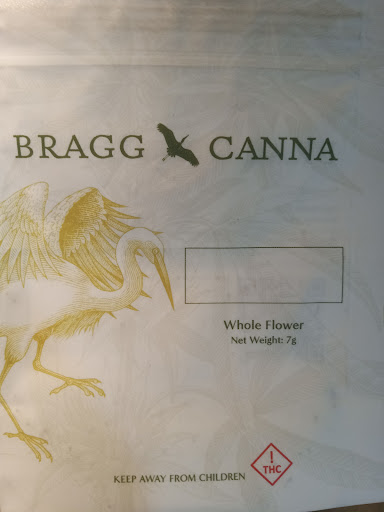 BRAGG CANNA
Whole Flower
Net Weight: 7g
KEEP AWAY FROM CHILDREN
!
THC